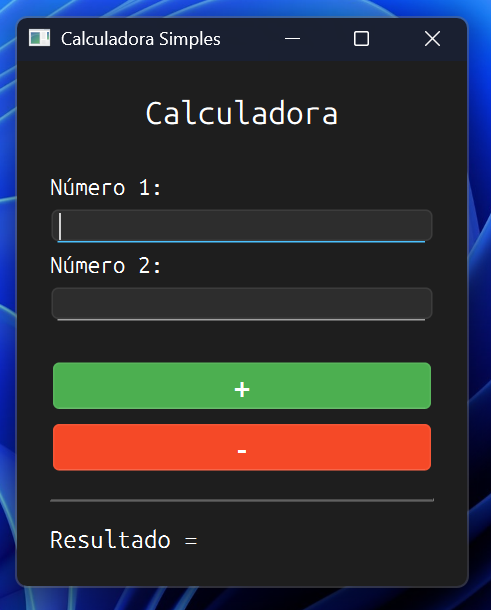 Calculadora Simples
Calculadora
Número 1:
Número 2:
+
-
Resultado =